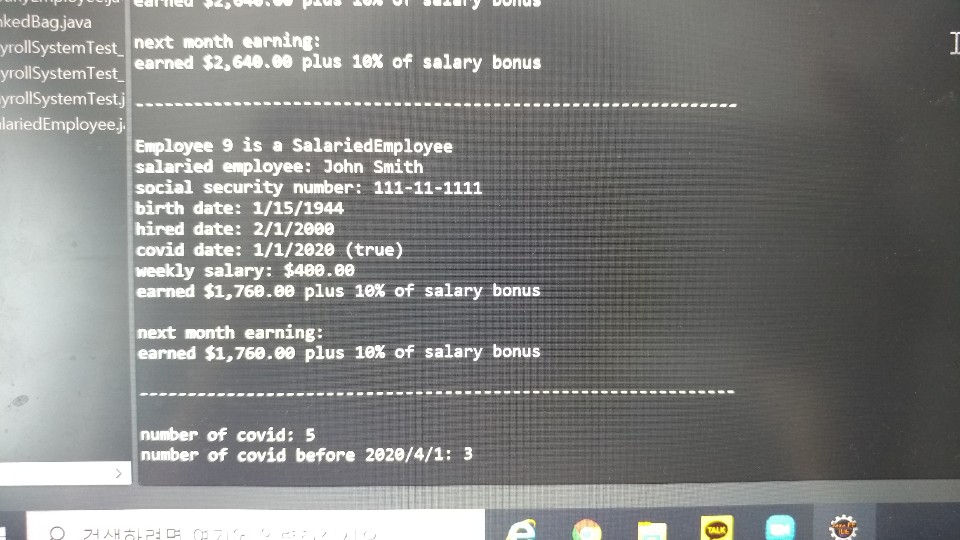 earned $2,640.00 plus 10% of salary bonus
nkedBag.java
yrollSystemTest_
yrollSystemTest_
yrollSystemTest.j
lariedEmployee.j
next month earning:
earned $2,640.00 plus 10% of salary bonus
Employee 9 is a SalariedEmployee
salaried employee: John Smith
social security number: 111-11-1111
birth date: 1/15/1944
hired date: 2/1/2000
covid date: 1/1/2020 (true)
weekly salary: $400.00
earned $1,760.00 plus 10% of salary bonus
next month earning:
earned $1,760.00 plus 10% of salary bonus
number of covid: 5
number of covid before 2020/4/1: 3
검색하려면
TALK